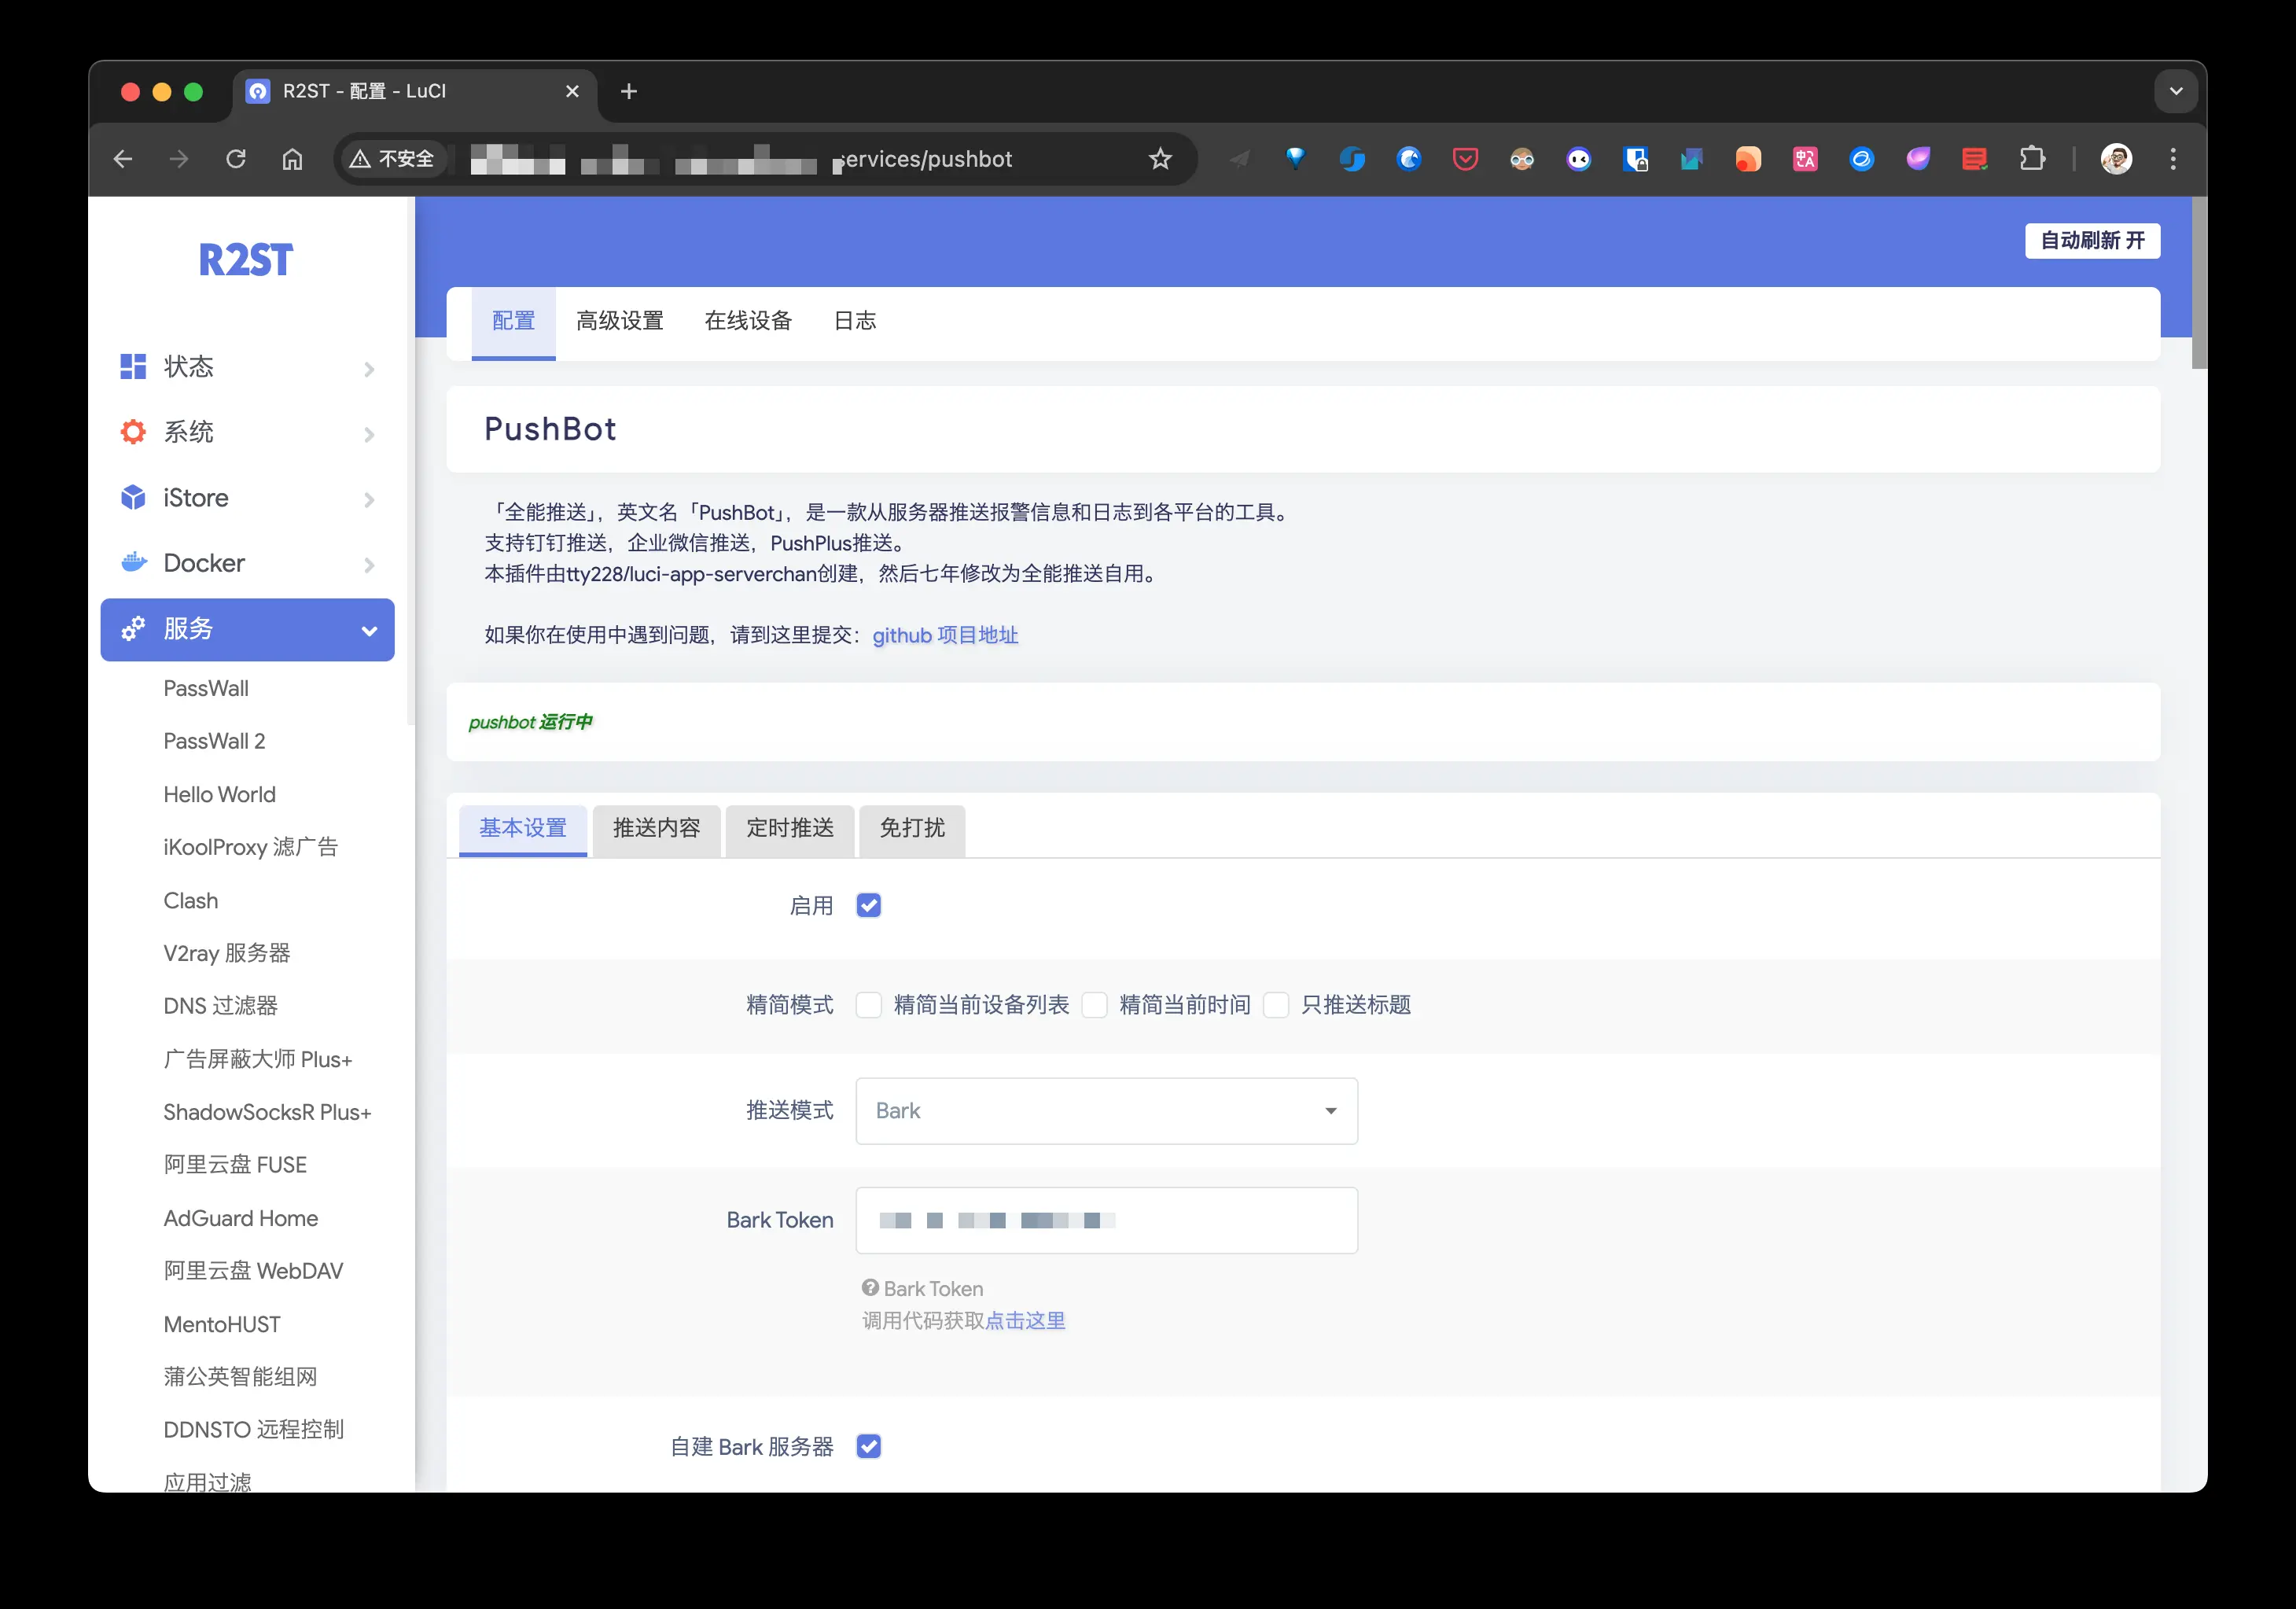 R2ST - 配置 - LuCI
不安全
ervices/pushbot
R2ST
自动刷新 开
配置
高级设置
在线设备
日志
状态
系统
iStore
Docker
服务
PassWall
PassWall 2
Hello World
iKoolProxy 滤广告
Clash
V2ray 服务器
DNS 过滤器
广告屏蔽大师 Plus+
ShadowSocksR Plus+
阿里云盘 FUSE
AdGuard Home
阿里云盘 WebDAV
MentoHUST
蒲公英智能组网
DDNSTO 远程控制
应用过滤
PushBot
「全能推送」，英文名「PushBot」，是一款从服务器推送报警信息和日志到各平台的工具。
支持钉钉推送，企业微信推送，PushPlus推送。
本插件由tty228/luci-app-serverchan创建，然后七年修改为全能推送自用。
如果你在使用中遇到问题，请到这里提交：github 项目地址
pushbot 运行中
基本设置
推送内容
定时推送
免打扰
启用
精简模式 精简当前设备列表 精简当前时间 只推送标题
推送模式 Bark
Bark Token
Bark Token
调用代码获取点击这里
自建 Bark 服务器